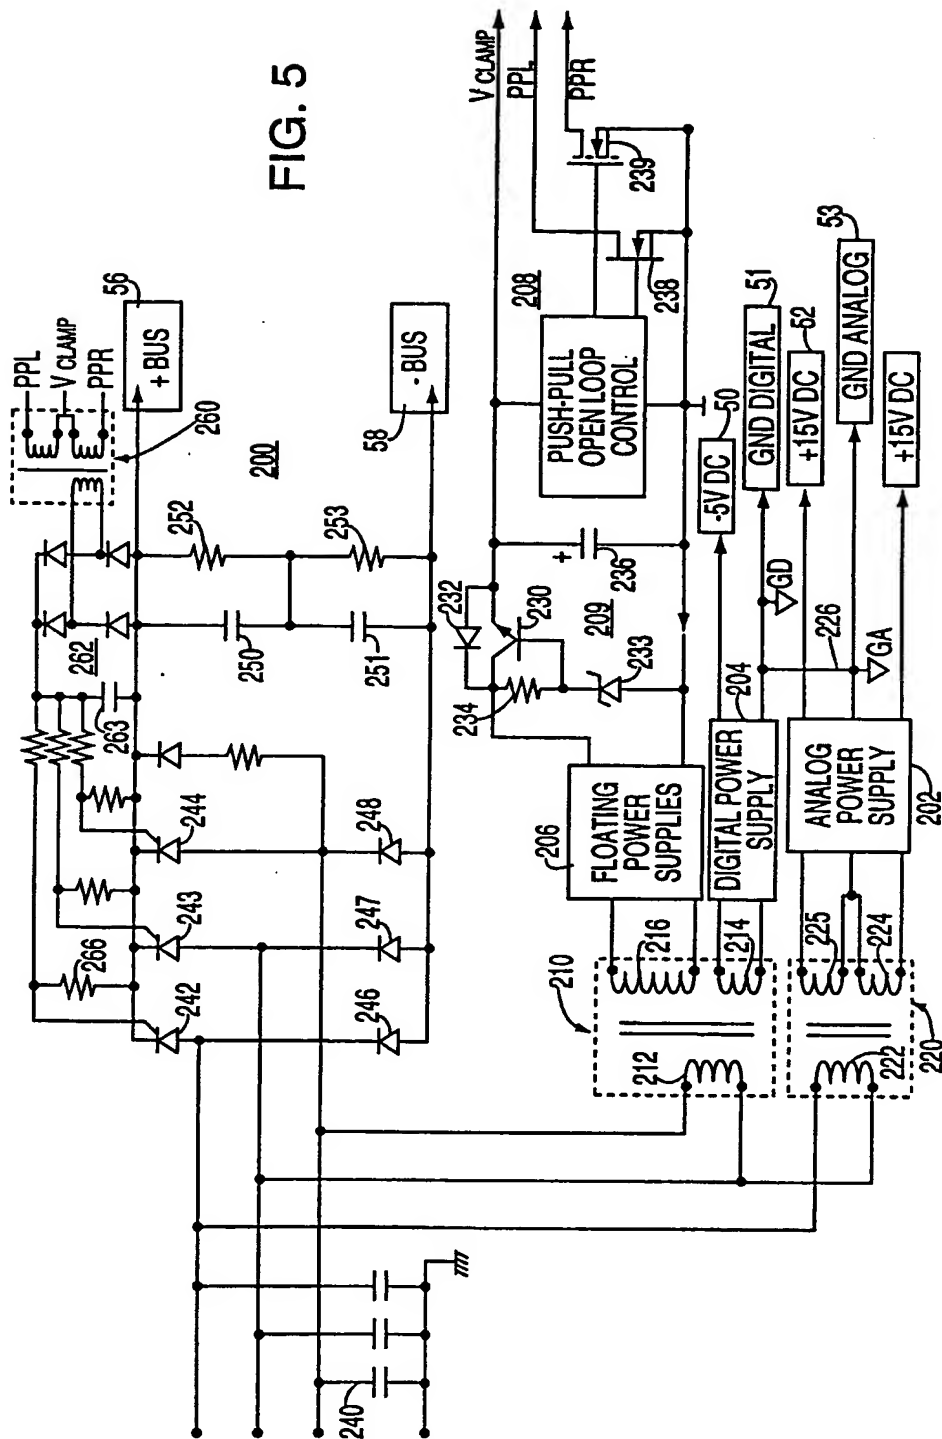 FIG. 5
PPL
V CLAMP
PPR
260
56
+ BUS
200
58
- BUS
252
253
250
251
262
263
244
243
266
242
248
247
246
V CLAMP
PPL
PPR
239
238
208
PUSH-PULL
OPEN LOOP
CONTROL
236
+
232
230
209
234
233
206
FLOATING
POWER
SUPPLIES
-5V DC
50
GND DIGITAL
51
+15V DC
52
GND ANALOG
53
+15V DC
GD
226
GA
204
DIGITAL POWER
SUPPLY
ANALOG
POWER
SUPPLY
202
210
216
214
212
225
224
222
220
240